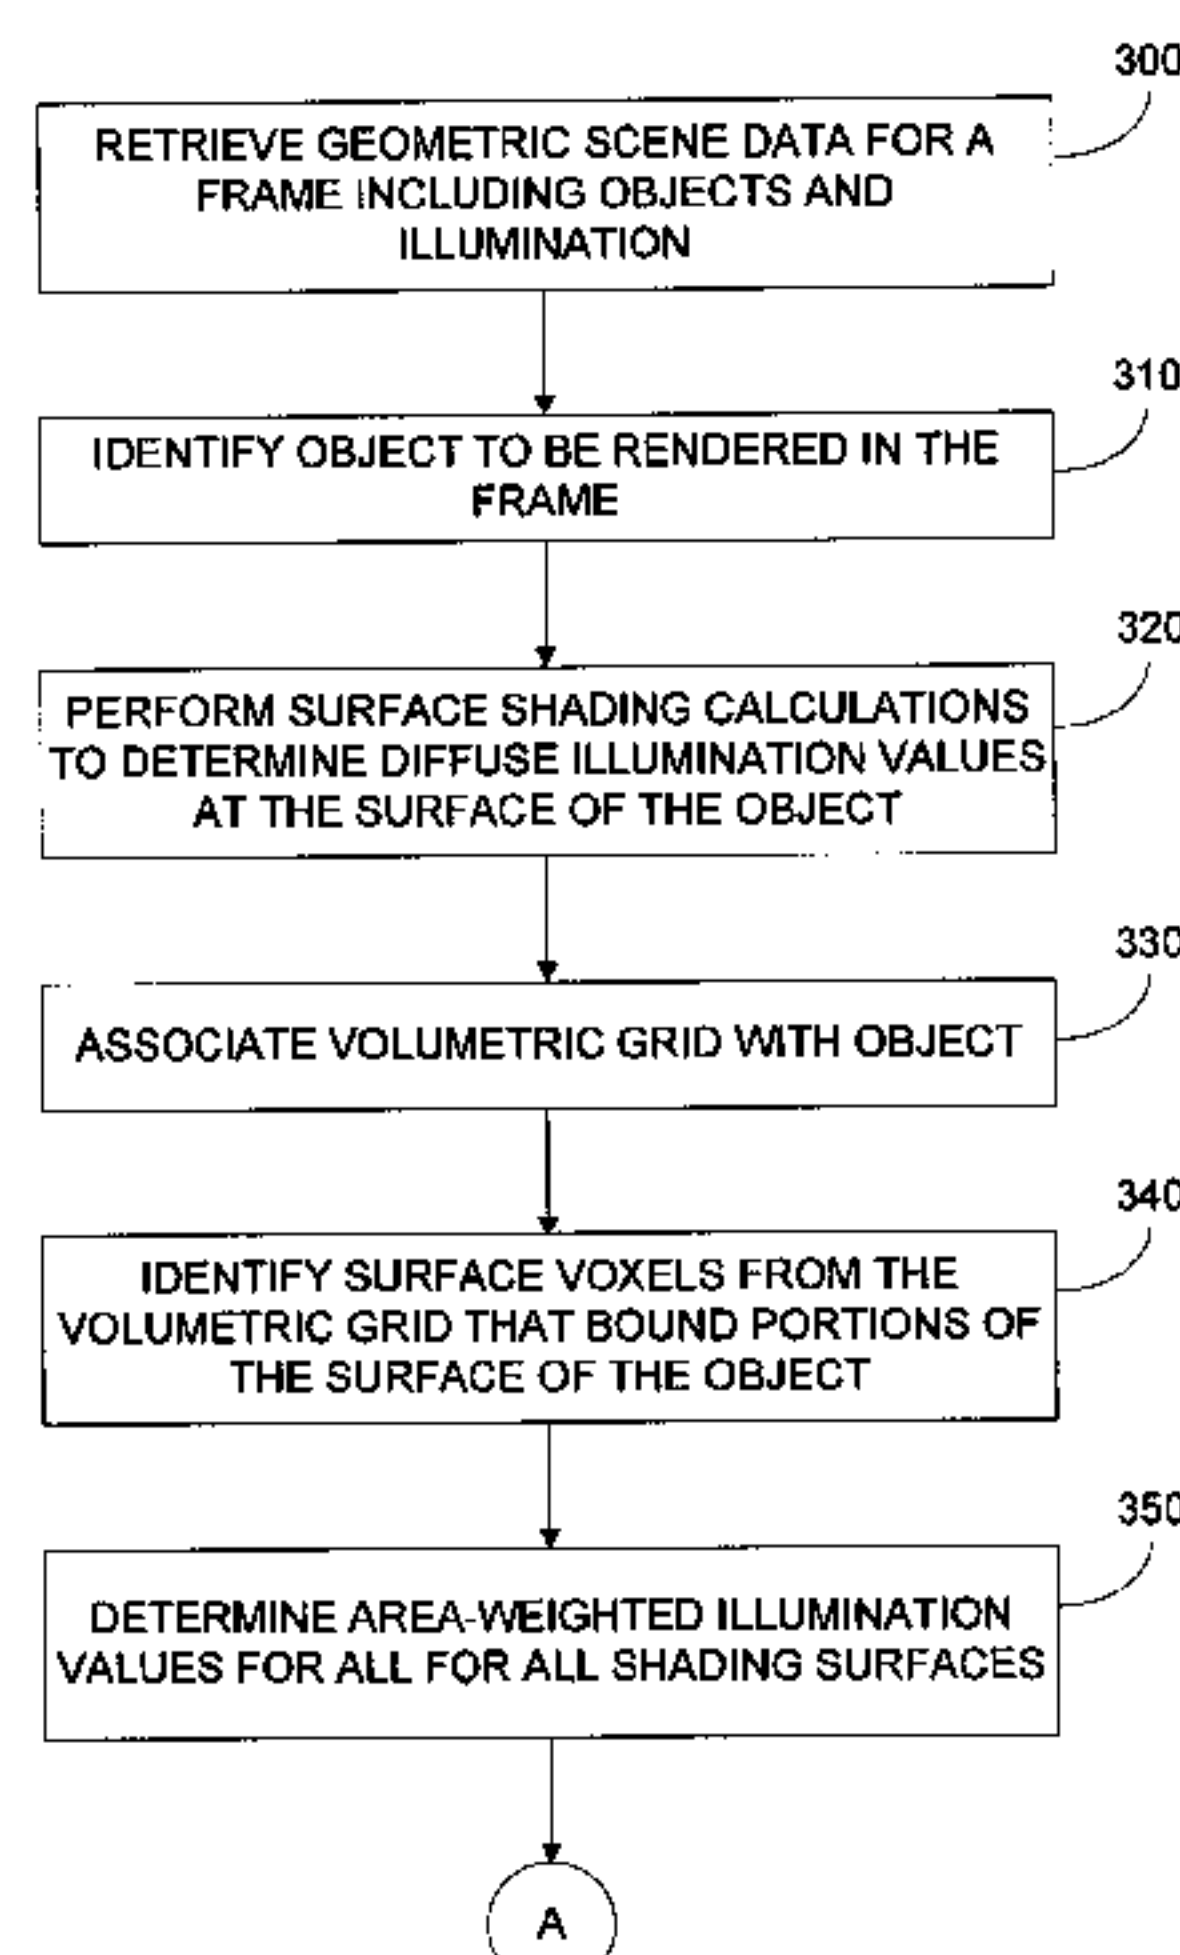 300
RETRIEVE GEOMETRIC SCENE DATA FOR A
FRAME INCLUDING OBJECTS AND
ILLUMINATION
310
IDENTIFY OBJECT TO BE RENDERED IN THE
FRAME
320
PERFORM SURFACE SHADING CALCULATIONS
TO DETERMINE DIFFUSE ILLUMINATION VALUES
AT THE SURFACE OF THE OBJECT
330
ASSOCIATE VOLUMETRIC GRID WITH OBJECT
340
IDENTIFY SURFACE VOXELS FROM THE
VOLUMETRIC GRID THAT BOUND PORTIONS OF
THE SURFACE OF THE OBJECT
350
DETERMINE AREA-WEIGHTED ILLUMINATION
VALUES FOR ALL FOR ALL SHADING SURFACES
A